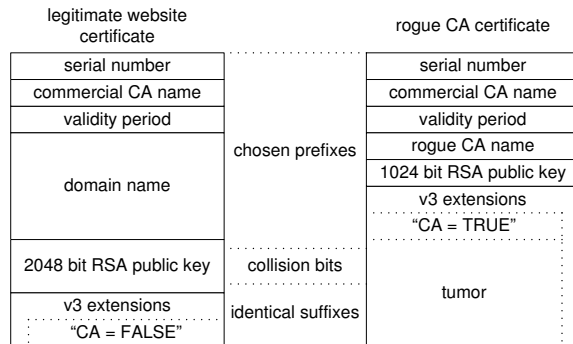 legitimate website
certificate
serial number
commercial CA name
validity period
domain name
2048 bit RSA public key
v3 extensions
“CA = FALSE”
chosen prefixes
collision bits
identical suffixes
rogue CA certificate
serial number
commercial CA name
validity period
rogue CA name
1024 bit RSA public key
v3 extensions
“CA = TRUE”
tumor